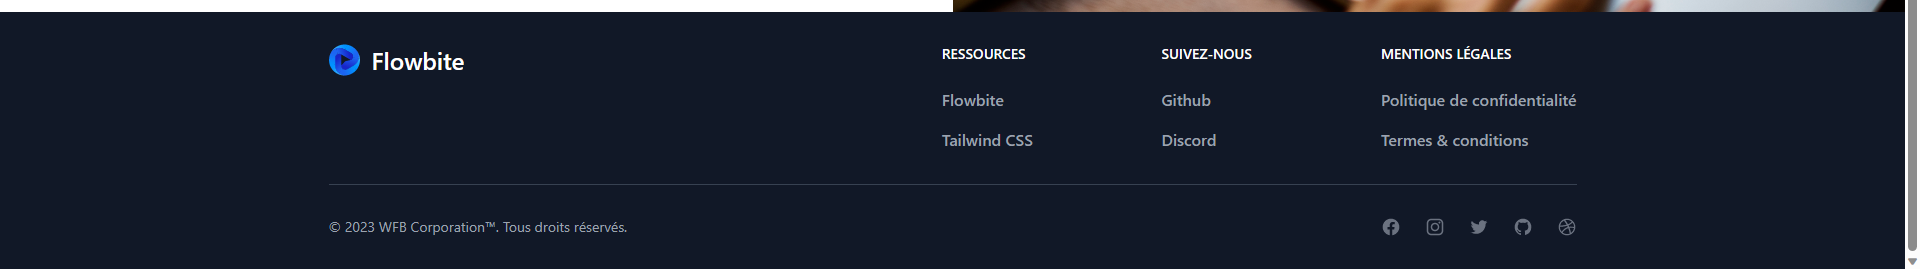 Flowbite
RESSOURCES
Flowbite
Tailwind CSS
SUIVEZ-NOUS
Github
Discord
MENTIONS LÉGALES
Politique de confidentialité
Termes & conditions
© 2023 WFB Corporation™. Tous droits réservés.